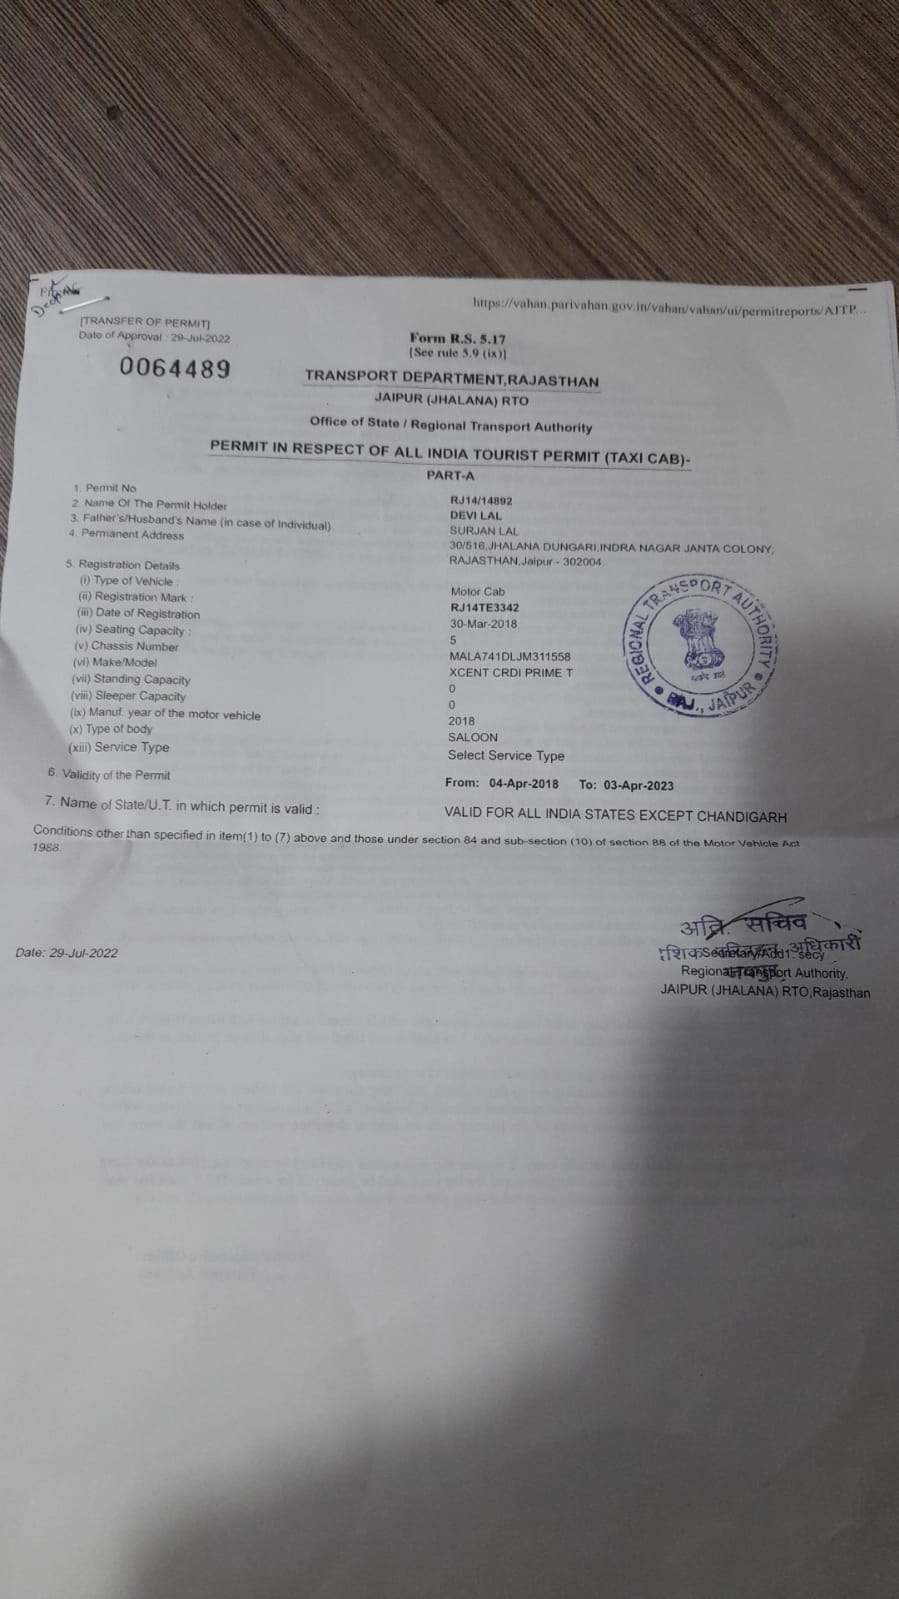 https://vahan.parivahan.gov.in/vahan/vahan/ui/permitreports/AITP...
[TRANSFER OF PERMIT]
Date of Approval : 29-Jul-2022
0064489
Form R.S. 5.17
[See rule 5.9 (ix)]
TRANSPORT DEPARTMENT,RAJASTHAN
JAIPUR (JHALANA) RTO
Office of State / Regional Transport Authority
PERMIT IN RESPECT OF ALL INDIA TOURIST PERMIT (TAXI CAB)-
PART-A
1. Permit No RJ14/14892
2. Name Of The Permit Holder DEVI LAL
3. Father's/Husband's Name (in case of Individual) SURJAN LAL
4. Permanent Address 30/516,JHALANA DUNGARI,INDRA NAGAR JANTA COLONY,
RAJASTHAN,Jaipur - 302004
5. Registration Details
(i) Type of Vehicle : Motor Cab
(ii) Registration Mark : RJ14TE3342
(iii) Date of Registration 30-Mar-2018
(iv) Seating Capacity : 5
(v) Chassis Number MALA741DLJM311558
(vi) Make/Model XCENT CRDI PRIME T
(vii) Standing Capacity 0
(viii) Sleeper Capacity 0
(ix) Manuf. year of the motor vehicle 2018
(x) Type of body SALOON
(xiii) Service Type Select Service Type
REGIONAL TRANSPORT AUTHORITY
RAJ., JAIPUR
6. Validity of the Permit From: 04-Apr-2018 To: 03-Apr-2023
7. Name of State/U.T. in which permit is valid : VALID FOR ALL INDIA STATES EXCEPT CHANDIGARH
Conditions other than specified in item(1) to (7) above and those under section 84 and sub-section (10) of section 88 of the Motor Vehicle Act
1988.
अति. सचिव
अधिकारी
Date: 29-Jul-2022
Secretary/Add1. secy
Regional Transport Authority,
JAIPUR (JHALANA) RTO,Rajasthan